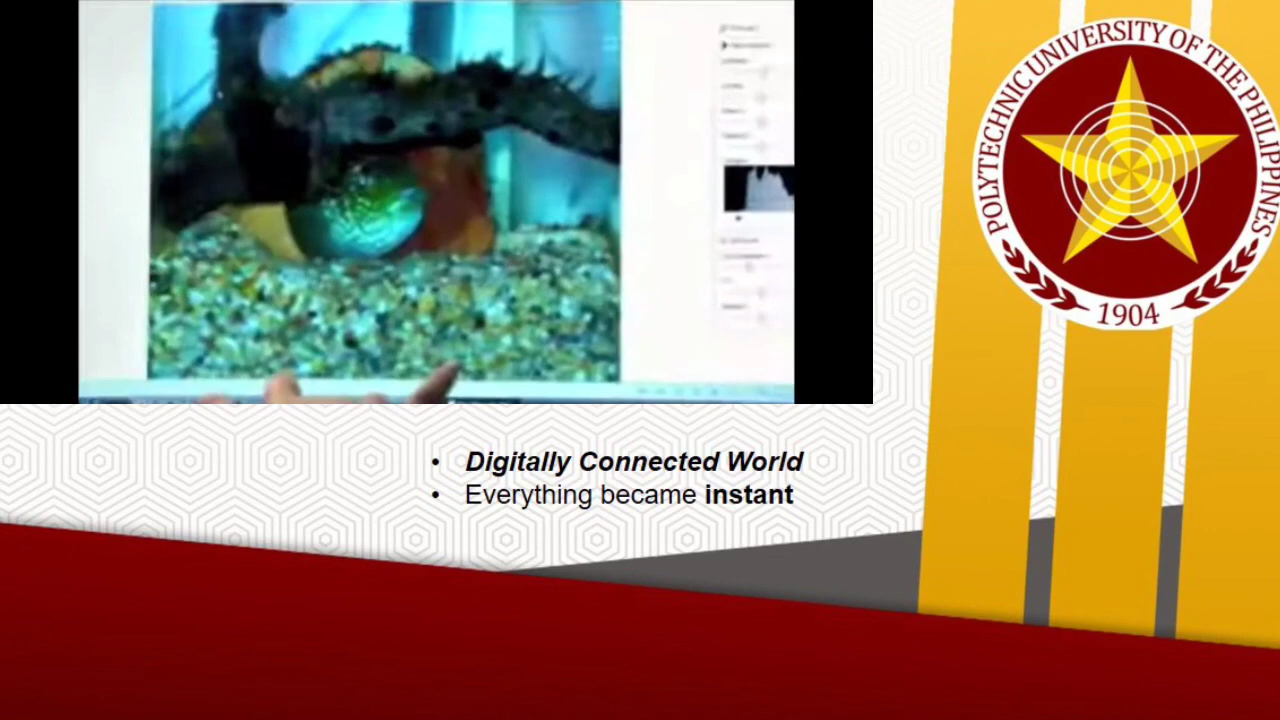 POLYTECHNIC UNIVERSITY OF THE PHILIPPINES
1904
• Digitally Connected World
• Everything became instant